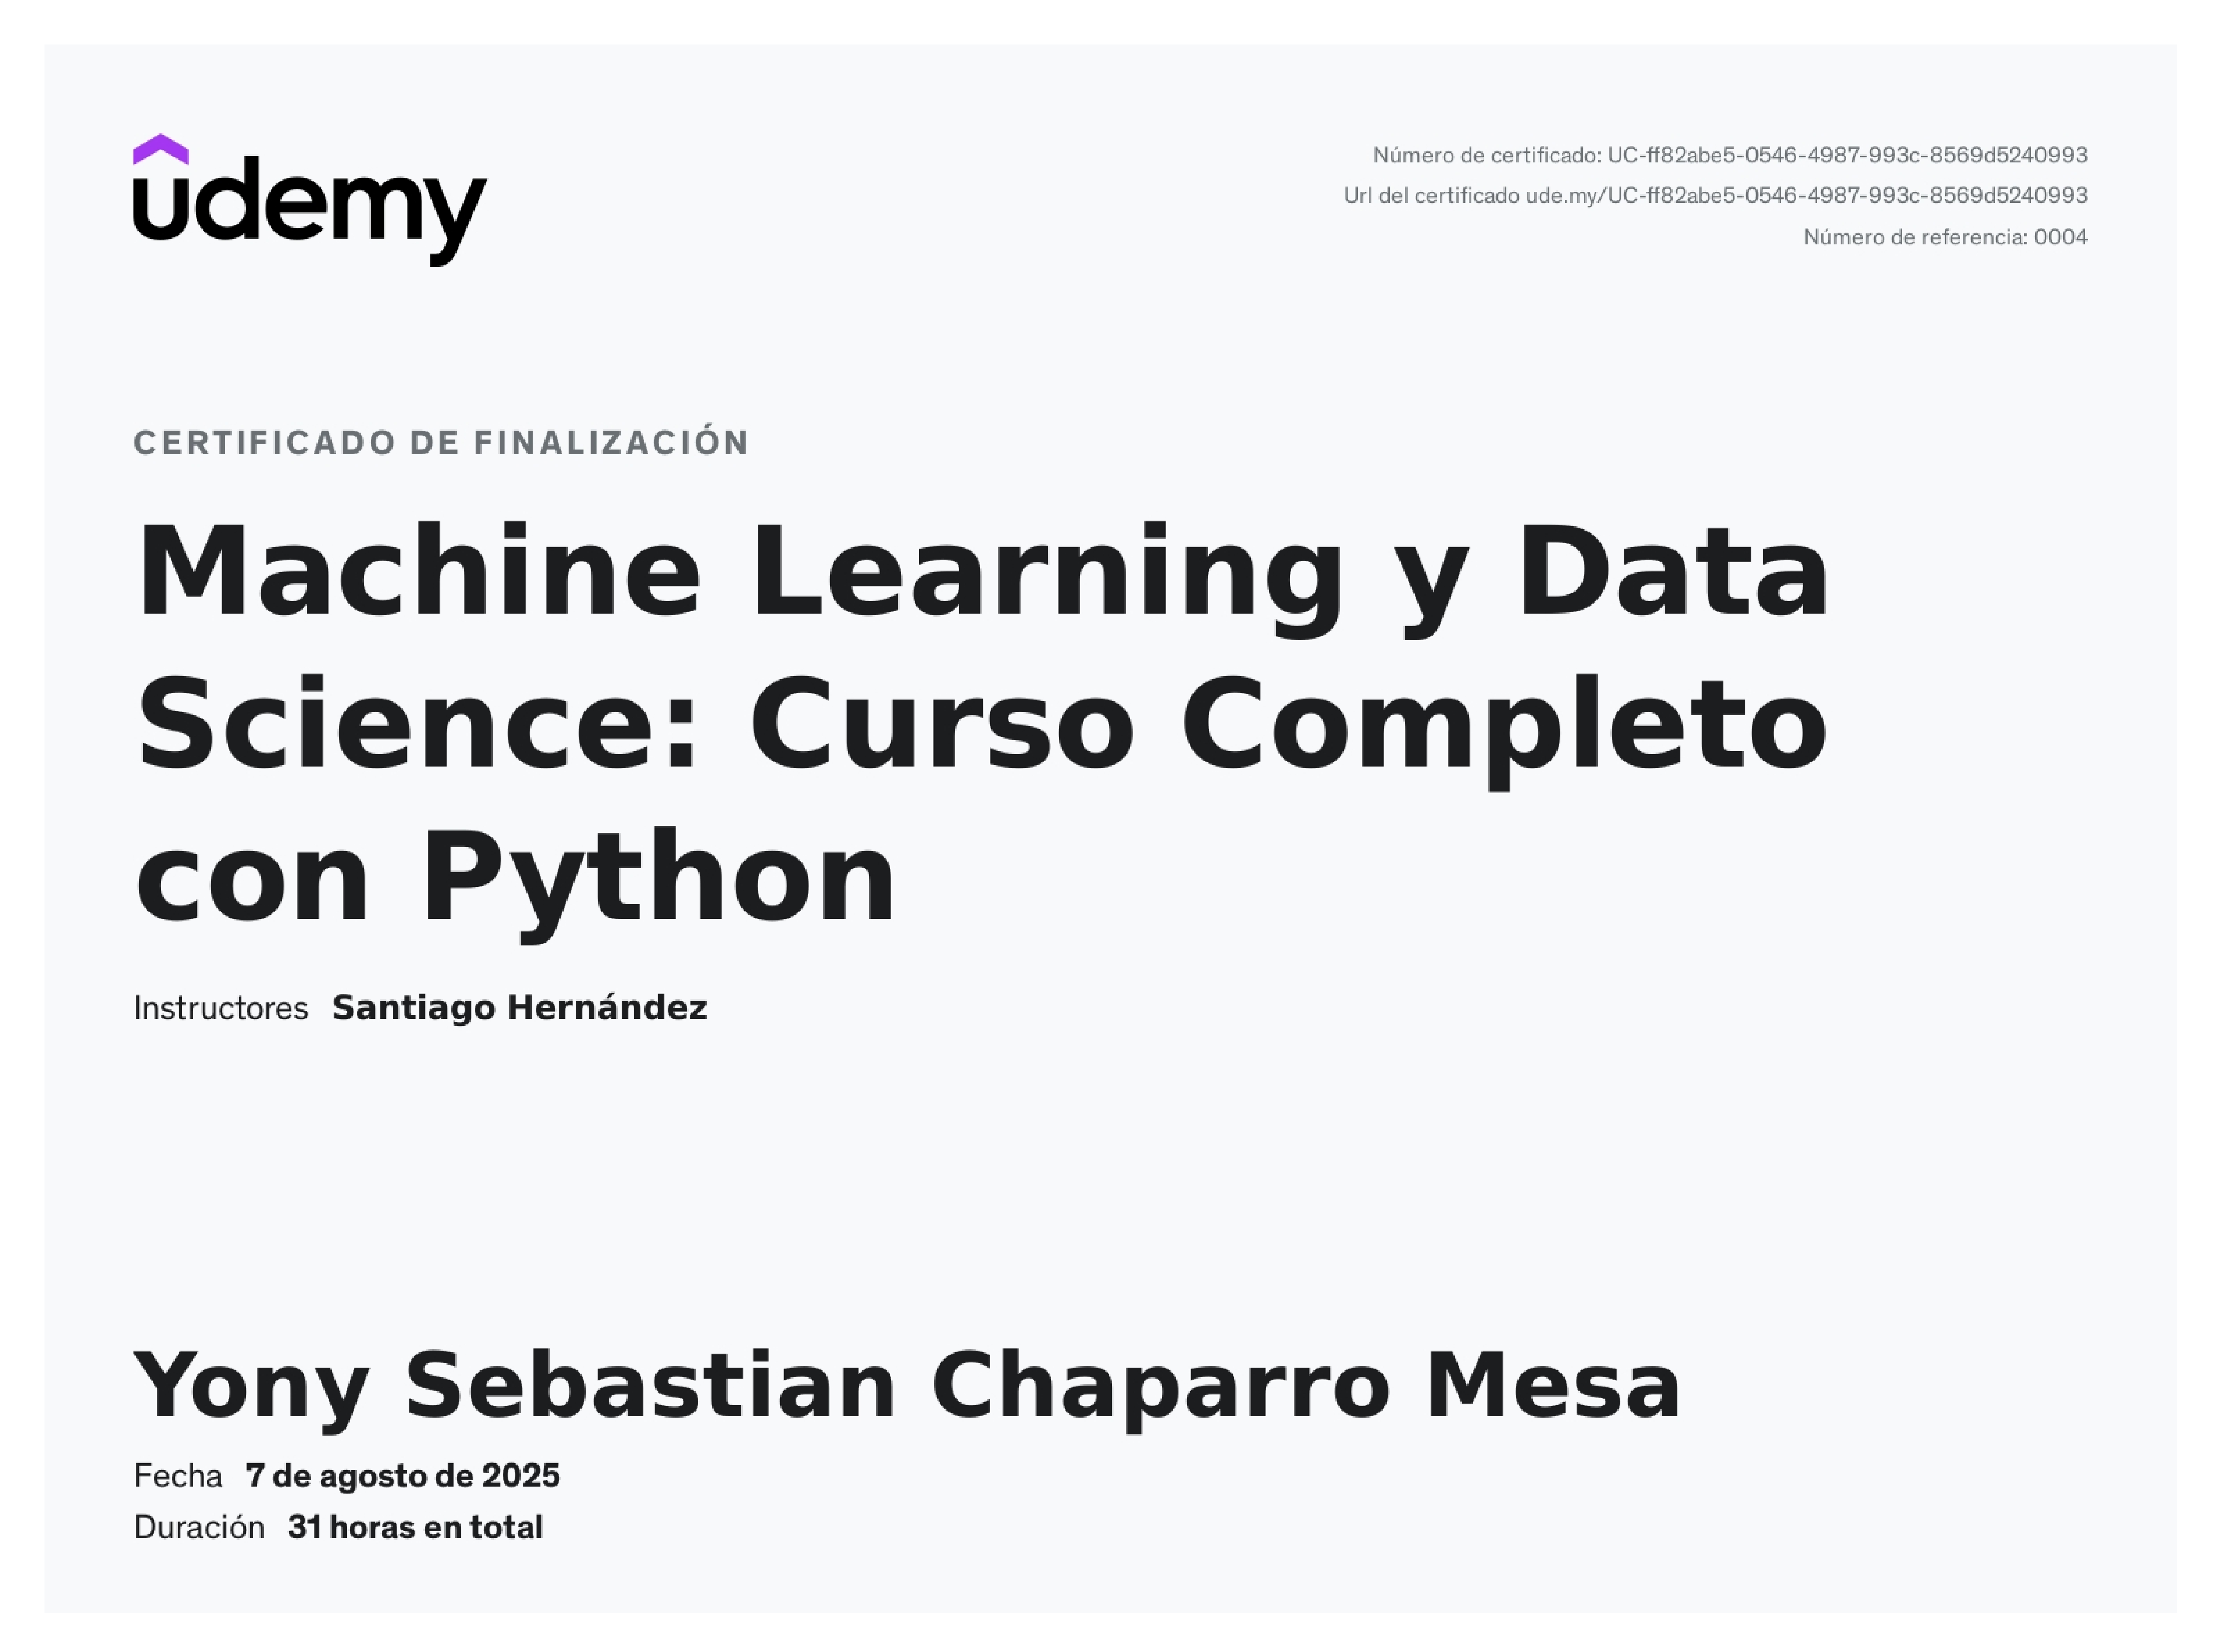 udemy
Número de certificado: UC-ff82abe5-0546-4987-993c-8569d5240993
Url del certificado ude.my/UC-ff82abe5-0546-4987-993c-8569d5240993
Número de referencia: 0004
CERTIFICADO DE FINALIZACIÓN
Machine Learning y Data
Science: Curso Completo
con Python
Instructores Santiago Hernández
Yony Sebastian Chaparro Mesa
Fecha 7 de agosto de 2025
Duración 31 horas en total